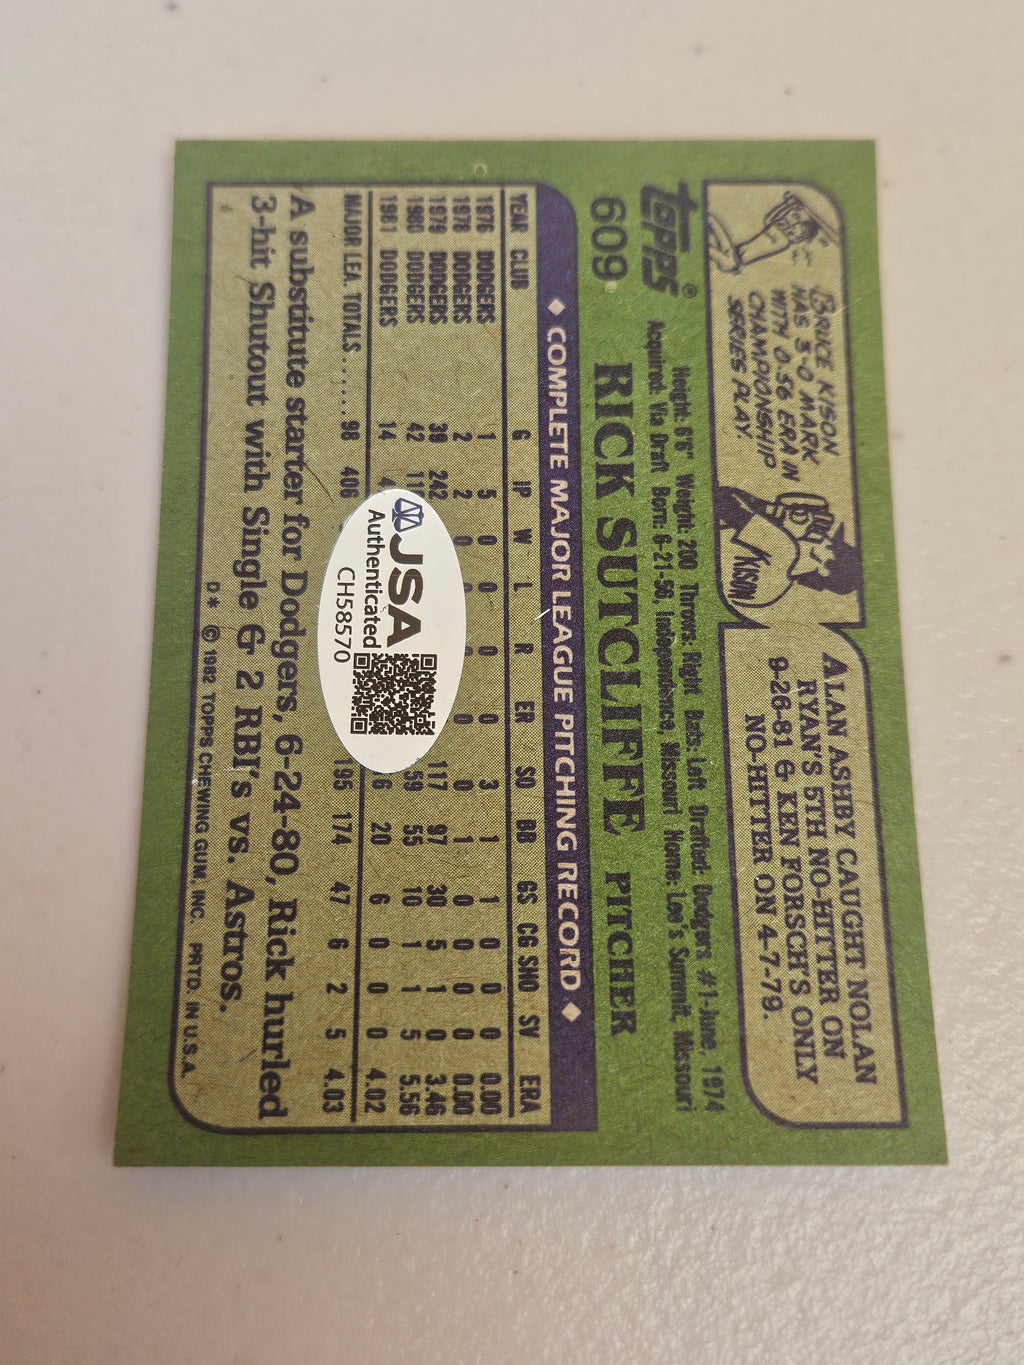 BRUCE KISON
HAS 3-0 MARK
WITH 0.56 ERA IN
CHAMPIONSHIP
SERIES PLAY.
KISON
ALAN ASHBY CAUGHT NOLAN
RYAN'S 5TH NO-HITTER ON
9-26-81 & KEN FORSCH'S ONLY
NO-HITTER ON 4-7-79.
TOPPS®
Height: 6'6" Weight: 200 Throws: Right Bats: Left Drafted: Dodgers #1-June, 1974
Acquired: Via Draft Born: 6-21-56, Independence, Missouri Home: Lee's Summit, Missouri
609 RICK SUTCLIFFE PITCHER
◆ COMPLETE MAJOR LEAGUE PITCHING RECORD ◆
YEAR CLUB G IP W L R ER SO BB GS CG SHO SV ERA
1976 DODGERS 1 5 0 0 0 0 3 1 1 0 0 0 0.00
1978 DODGERS 2 2 0 0 0 0 1 0 0 0 0 0.00
1979 DODGERS 39 242 117 97 30 5 1 0 3.46
1980 DODGERS 42 59 55 10 1 1 5 5.56
1981 DODGERS 14 20 6 0 0 0 4.02
MAJOR LEA. TOTALS ...... 98 406 195 174 47 6 2 5 4.03
JSA
Authenticated
CH58570
A substitute starter for Dodgers, 6-24-80, Rick hurled
3-hit Shutout with Single & 2 RBI's vs. Astros.
D* © 1982 TOPPS CHEWING GUM, INC. PRTD. IN U.S.A.